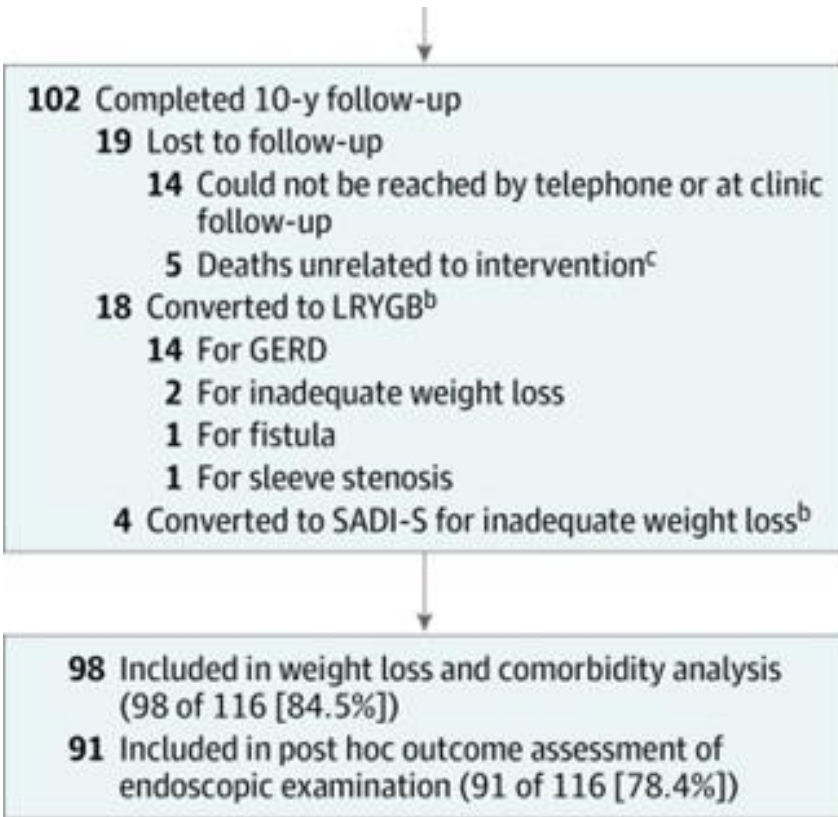 102 Completed 10-y follow-up
19 Lost to follow-up
14 Could not be reached by telephone or at clinic
follow-up
5 Deaths unrelated to interventionᶜ
18 Converted to LRYGBᵇ
14 For GERD
2 For inadequate weight loss
1 For fistula
1 For sleeve stenosis
4 Converted to SADI-S for inadequate weight lossᵇ
98 Included in weight loss and comorbidity analysis
(98 of 116 [84.5%])
91 Included in post hoc outcome assessment of
endoscopic examination (91 of 116 [78.4%])